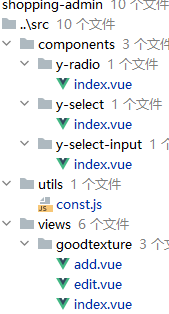 shopping-admin 10 个文件
..\src 10 个文件
components 3 个文件
y-radio 1 个文件
index.vue
y-select 1 个文件
index.vue
y-select-input 1 个文件
index.vue
utils 1 个文件
const.js
views 6 个文件
goodtexture 3 个文件
add.vue
edit.vue
index.vue